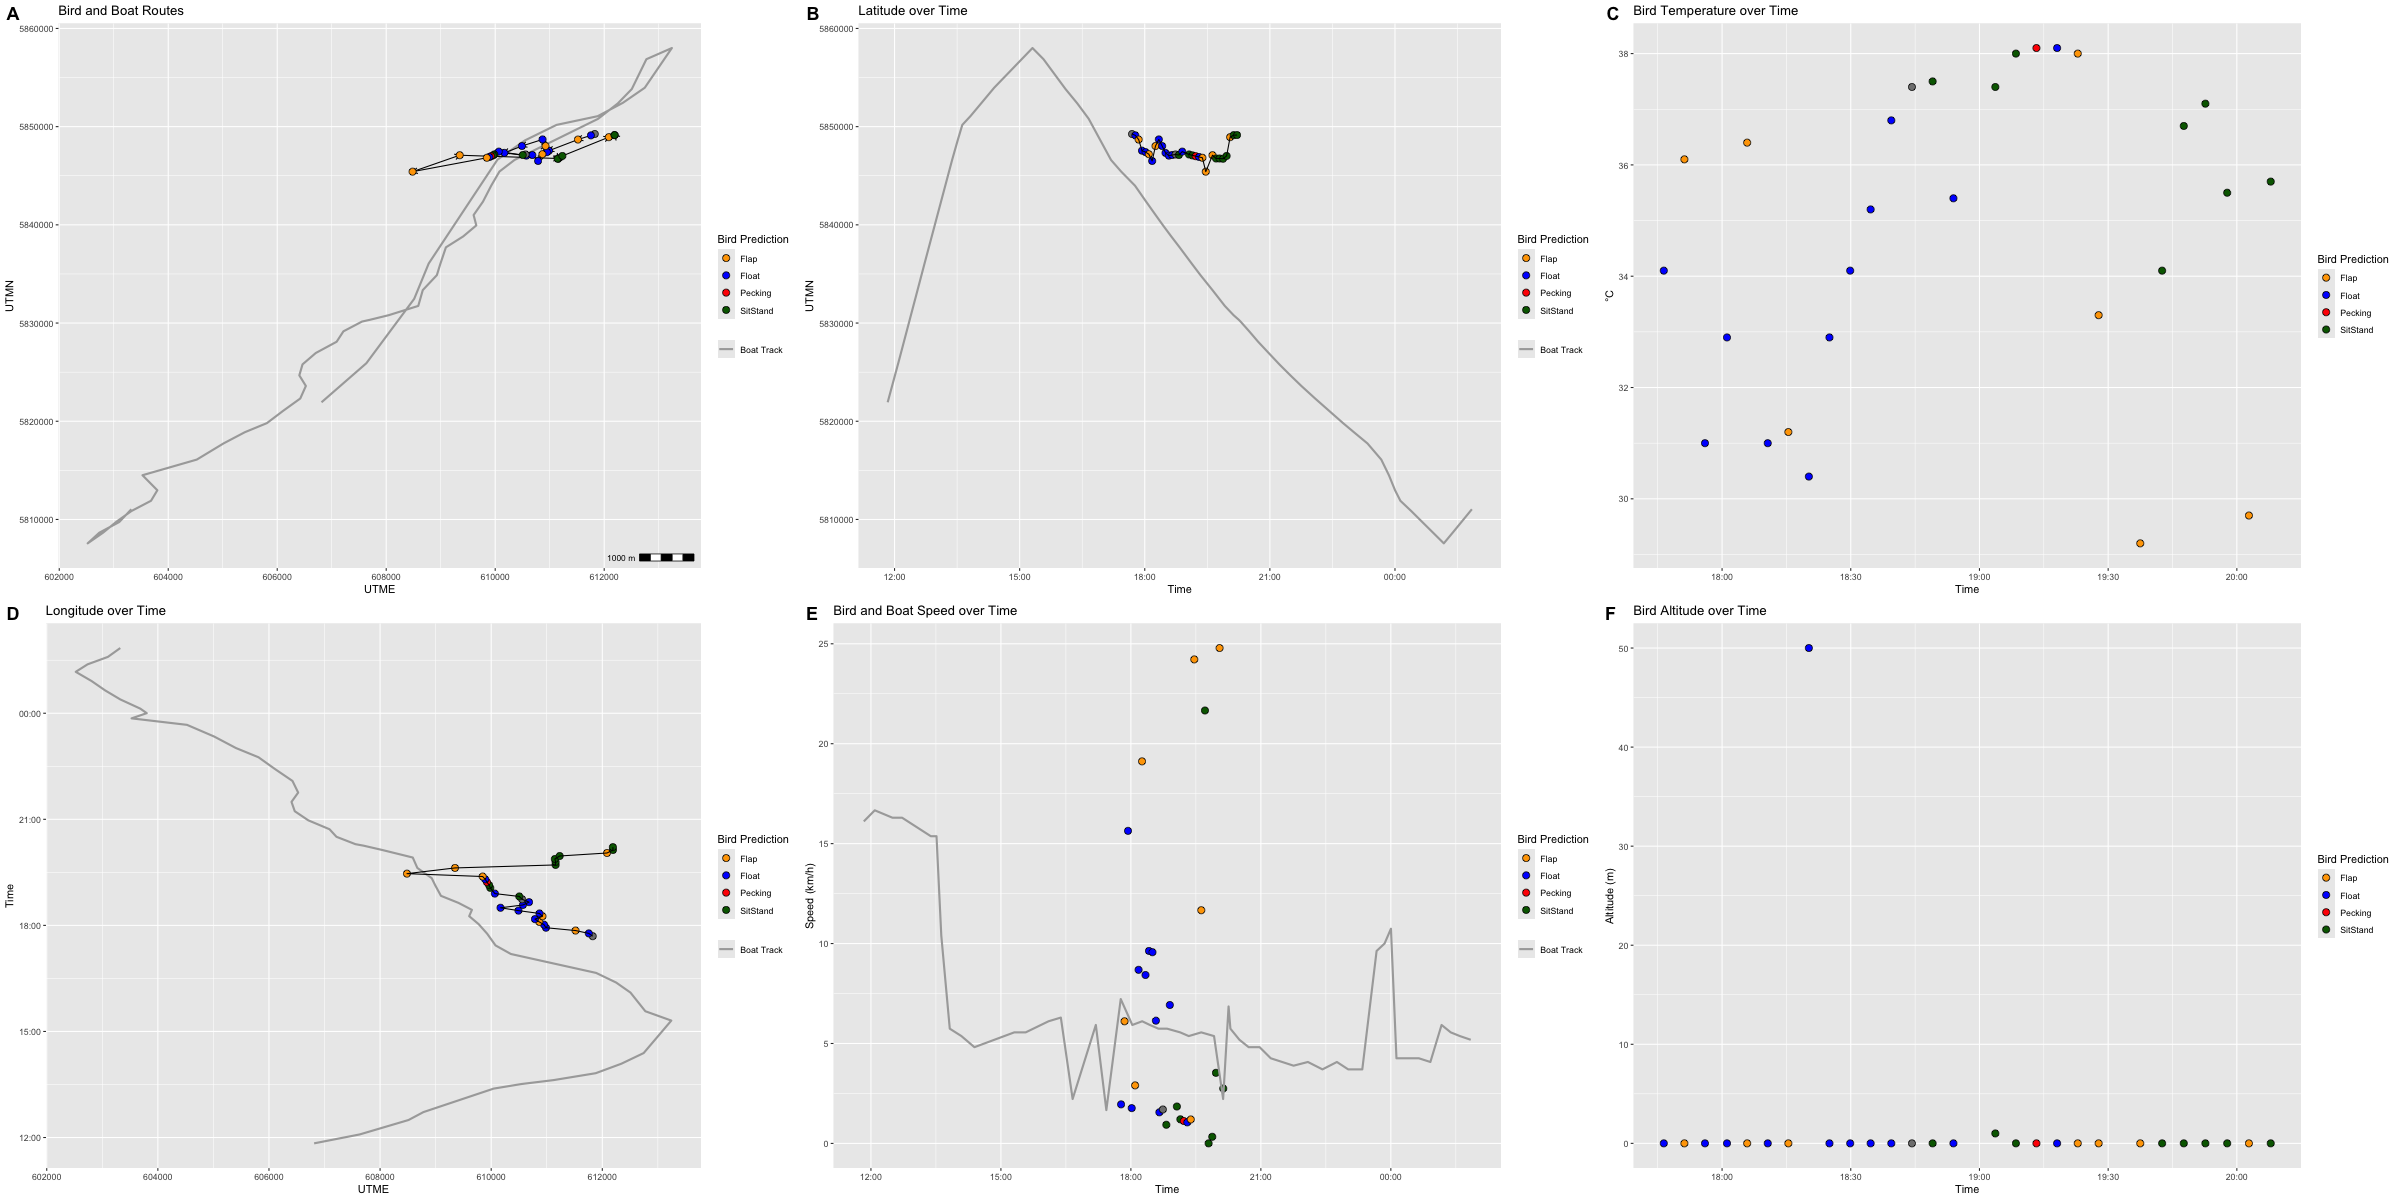 A Bird and Boat Routes
5860000
5850000
5840000
5830000
5820000
5810000
UTMN
602000 604000 606000 608000 610000 612000
UTME
1000 m
Bird Prediction
Flap
Float
Pecking
SitStand
Boat Track
B Latitude over Time
5860000
5850000
5840000
5830000
5820000
5810000
UTMN
12:00 15:00 18:00 21:00 00:00
Time
Bird Prediction
Flap
Float
Pecking
SitStand
Boat Track
C Bird Temperature over Time
38
36
34
32
30
°C
18:00 18:30 19:00 19:30 20:00
Time
Bird Prediction
Flap
Float
Pecking
SitStand
D Longitude over Time
00:00
21:00
18:00
15:00
12:00
Time
602000 604000 606000 608000 610000 612000
UTME
Bird Prediction
Flap
Float
Pecking
SitStand
Boat Track
E Bird and Boat Speed over Time
25
20
15
10
5
0
Speed (km/h)
12:00 15:00 18:00 21:00 00:00
Time
Bird Prediction
Flap
Float
Pecking
SitStand
Boat Track
F Bird Altitude over Time
50
40
30
20
10
0
Altitude (m)
18:00 18:30 19:00 19:30 20:00
Time
Bird Prediction
Flap
Float
Pecking
SitStand